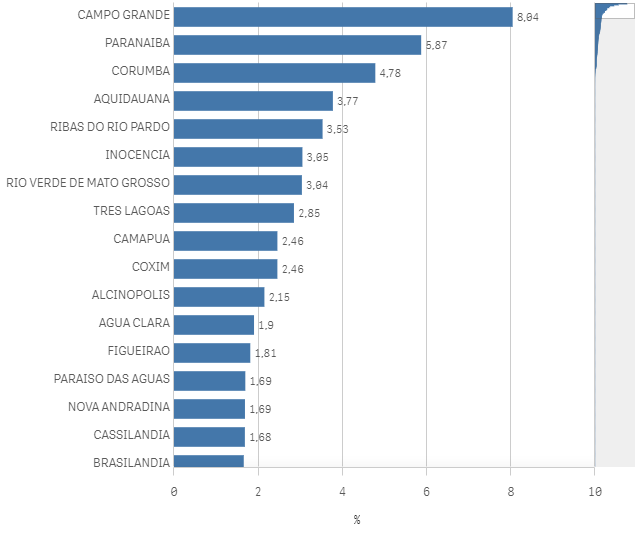 CAMPO GRANDE 8,04
PARANAIBA 5,87
CORUMBA 4,78
AQUIDAUANA 3,77
RIBAS DO RIO PARDO 3,53
INOCENCIA 3,05
RIO VERDE DE MATO GROSSO 3,04
TRES LAGOAS 2,85
CAMAPUA 2,46
COXIM 2,46
ALCINOPOLIS 2,15
AGUA CLARA 1,9
FIGUEIRAO 1,81
PARAISO DAS AGUAS 1,69
NOVA ANDRADINA 1,69
CASSILANDIA 1,68
BRASILANDIA
0 2 4 6 8 10
%